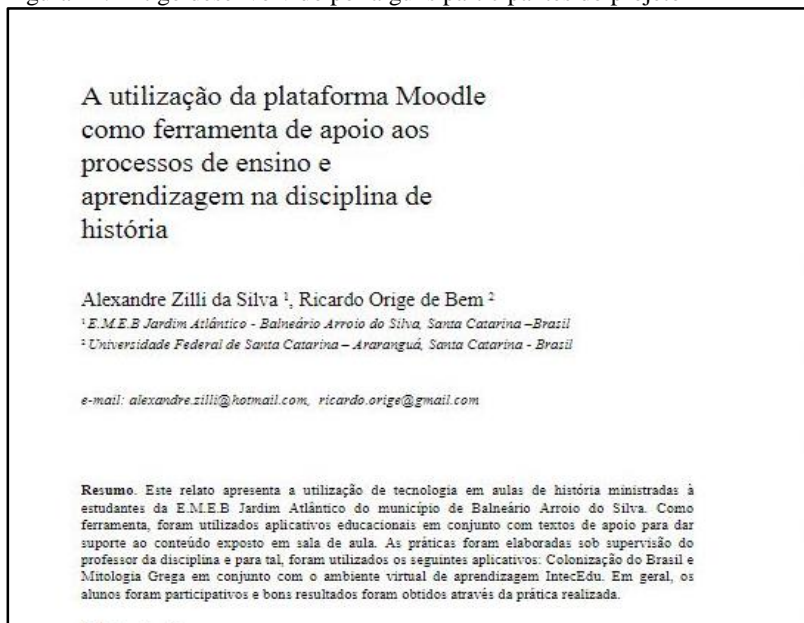 A utilização da plataforma Moodle
como ferramenta de apoio aos
processos de ensino e
aprendizagem na disciplina de
história
Alexandre Zilli da Silva ¹, Ricardo Orige de Bem ²
¹ E.M.E.B Jardim Atlântico - Balneário Arroio do Silva, Santa Catarina –Brasil
² Universidade Federal de Santa Catarina – Araranguá, Santa Catarina - Brasil
e-mail: alexandre.zilli@hotmail.com, ricardo.orige@gmail.com
Resumo. Este relato apresenta a utilização de tecnologia em aulas de história ministradas à
estudantes da E.M.E.B Jardim Atlântico do município de Balneário Arroio do Silva. Como
ferramenta, foram utilizados aplicativos educacionais em conjunto com textos de apoio para dar
suporte ao conteúdo exposto em sala de aula. As práticas foram elaboradas sob supervisão do
professor da disciplina e para tal, foram utilizados os seguintes aplicativos: Colonização do Brasil e
Mitologia Grega em conjunto com o ambiente virtual de aprendizagem IntecEdu. Em geral, os
alunos foram participativos e bons resultados foram obtidos através da prática realizada.